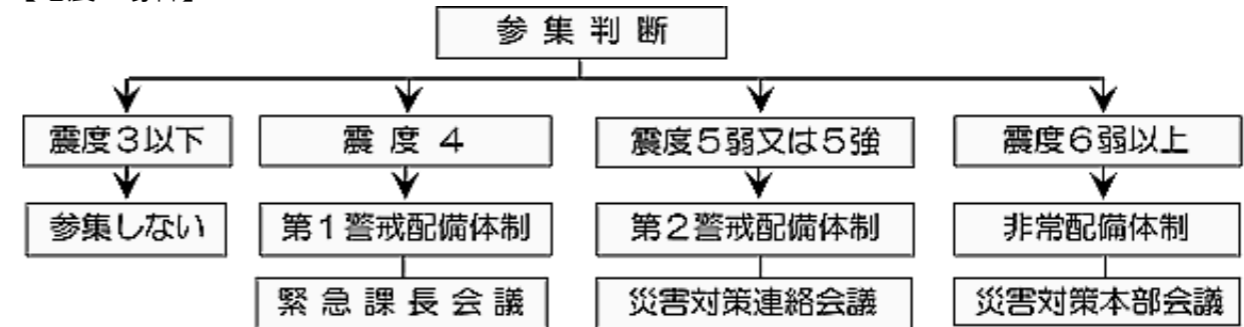 参集判断
震度３以下 震度４ 震度５弱又は５強 震度６弱以上
参集しない 第１警戒配備体制 第２警戒配備体制 非常配備体制
緊急課長会議 災害対策連絡会議 災害対策本部会議